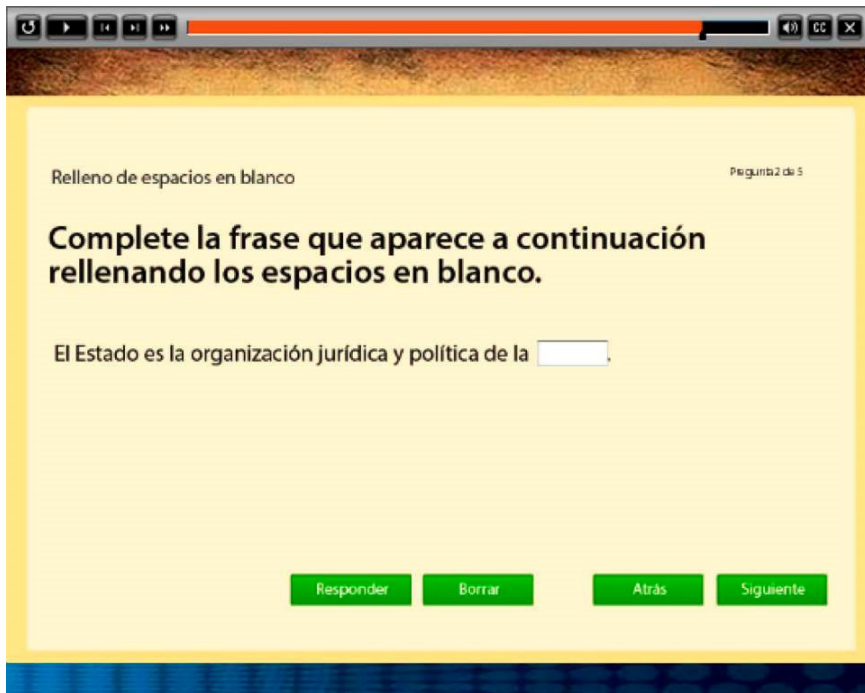 CC
Relleno de espacios en blanco
Pregunta 2 de 5
Complete la frase que aparece a continuación
rellenando los espacios en blanco.
El Estado es la organización jurídica y política de la .
Responder Borrar Atrás Siguiente